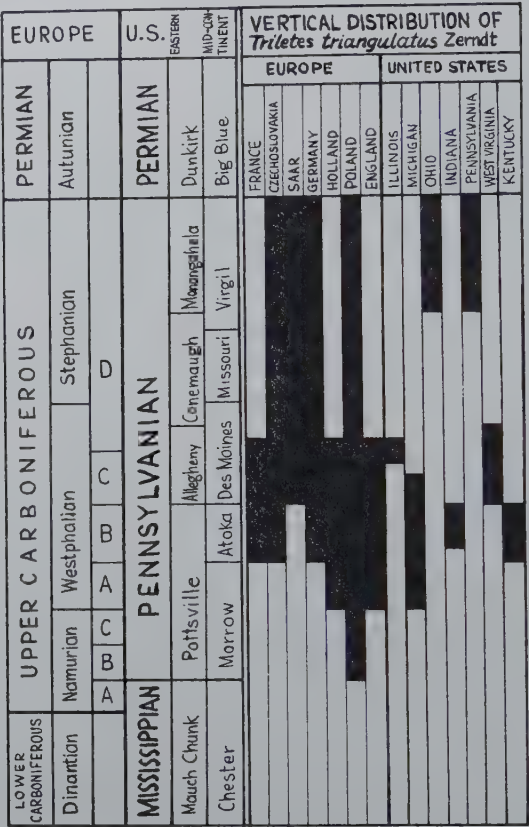 EUROPE
U.S.
EASTERN
MID-CON-
TINENT
VERTICAL DISTRIBUTION OF
Triletes triangulatus Zerndt
EUROPE
UNITED STATES
FRANCE
CZECHOSLOVAKIA
SAAR
GERMANY
HOLLAND
POLAND
ENGLAND
ILLINOIS
MICHIGAN
OHIO
INDIANA
PENNSYLVANIA
WEST VIRGINIA
KENTUCKY
PERMIAN
Autunian
PERMIAN
Dunkirk
Big Blue
UPPER CARBONIFEROUS
Stephanian
Westphalian
Namurian
D
C
B
A
C
B
A
PENNSYLVANIAN
Monongahela
Conemaugh
Allegheny
Pottsville
Virgil
Missouri
Des Moines
Atoka
Morrow
LOWER
CARBONIFEROUS
Dinantian
MISSISSIPPIAN
Mauch Chunk
Chester